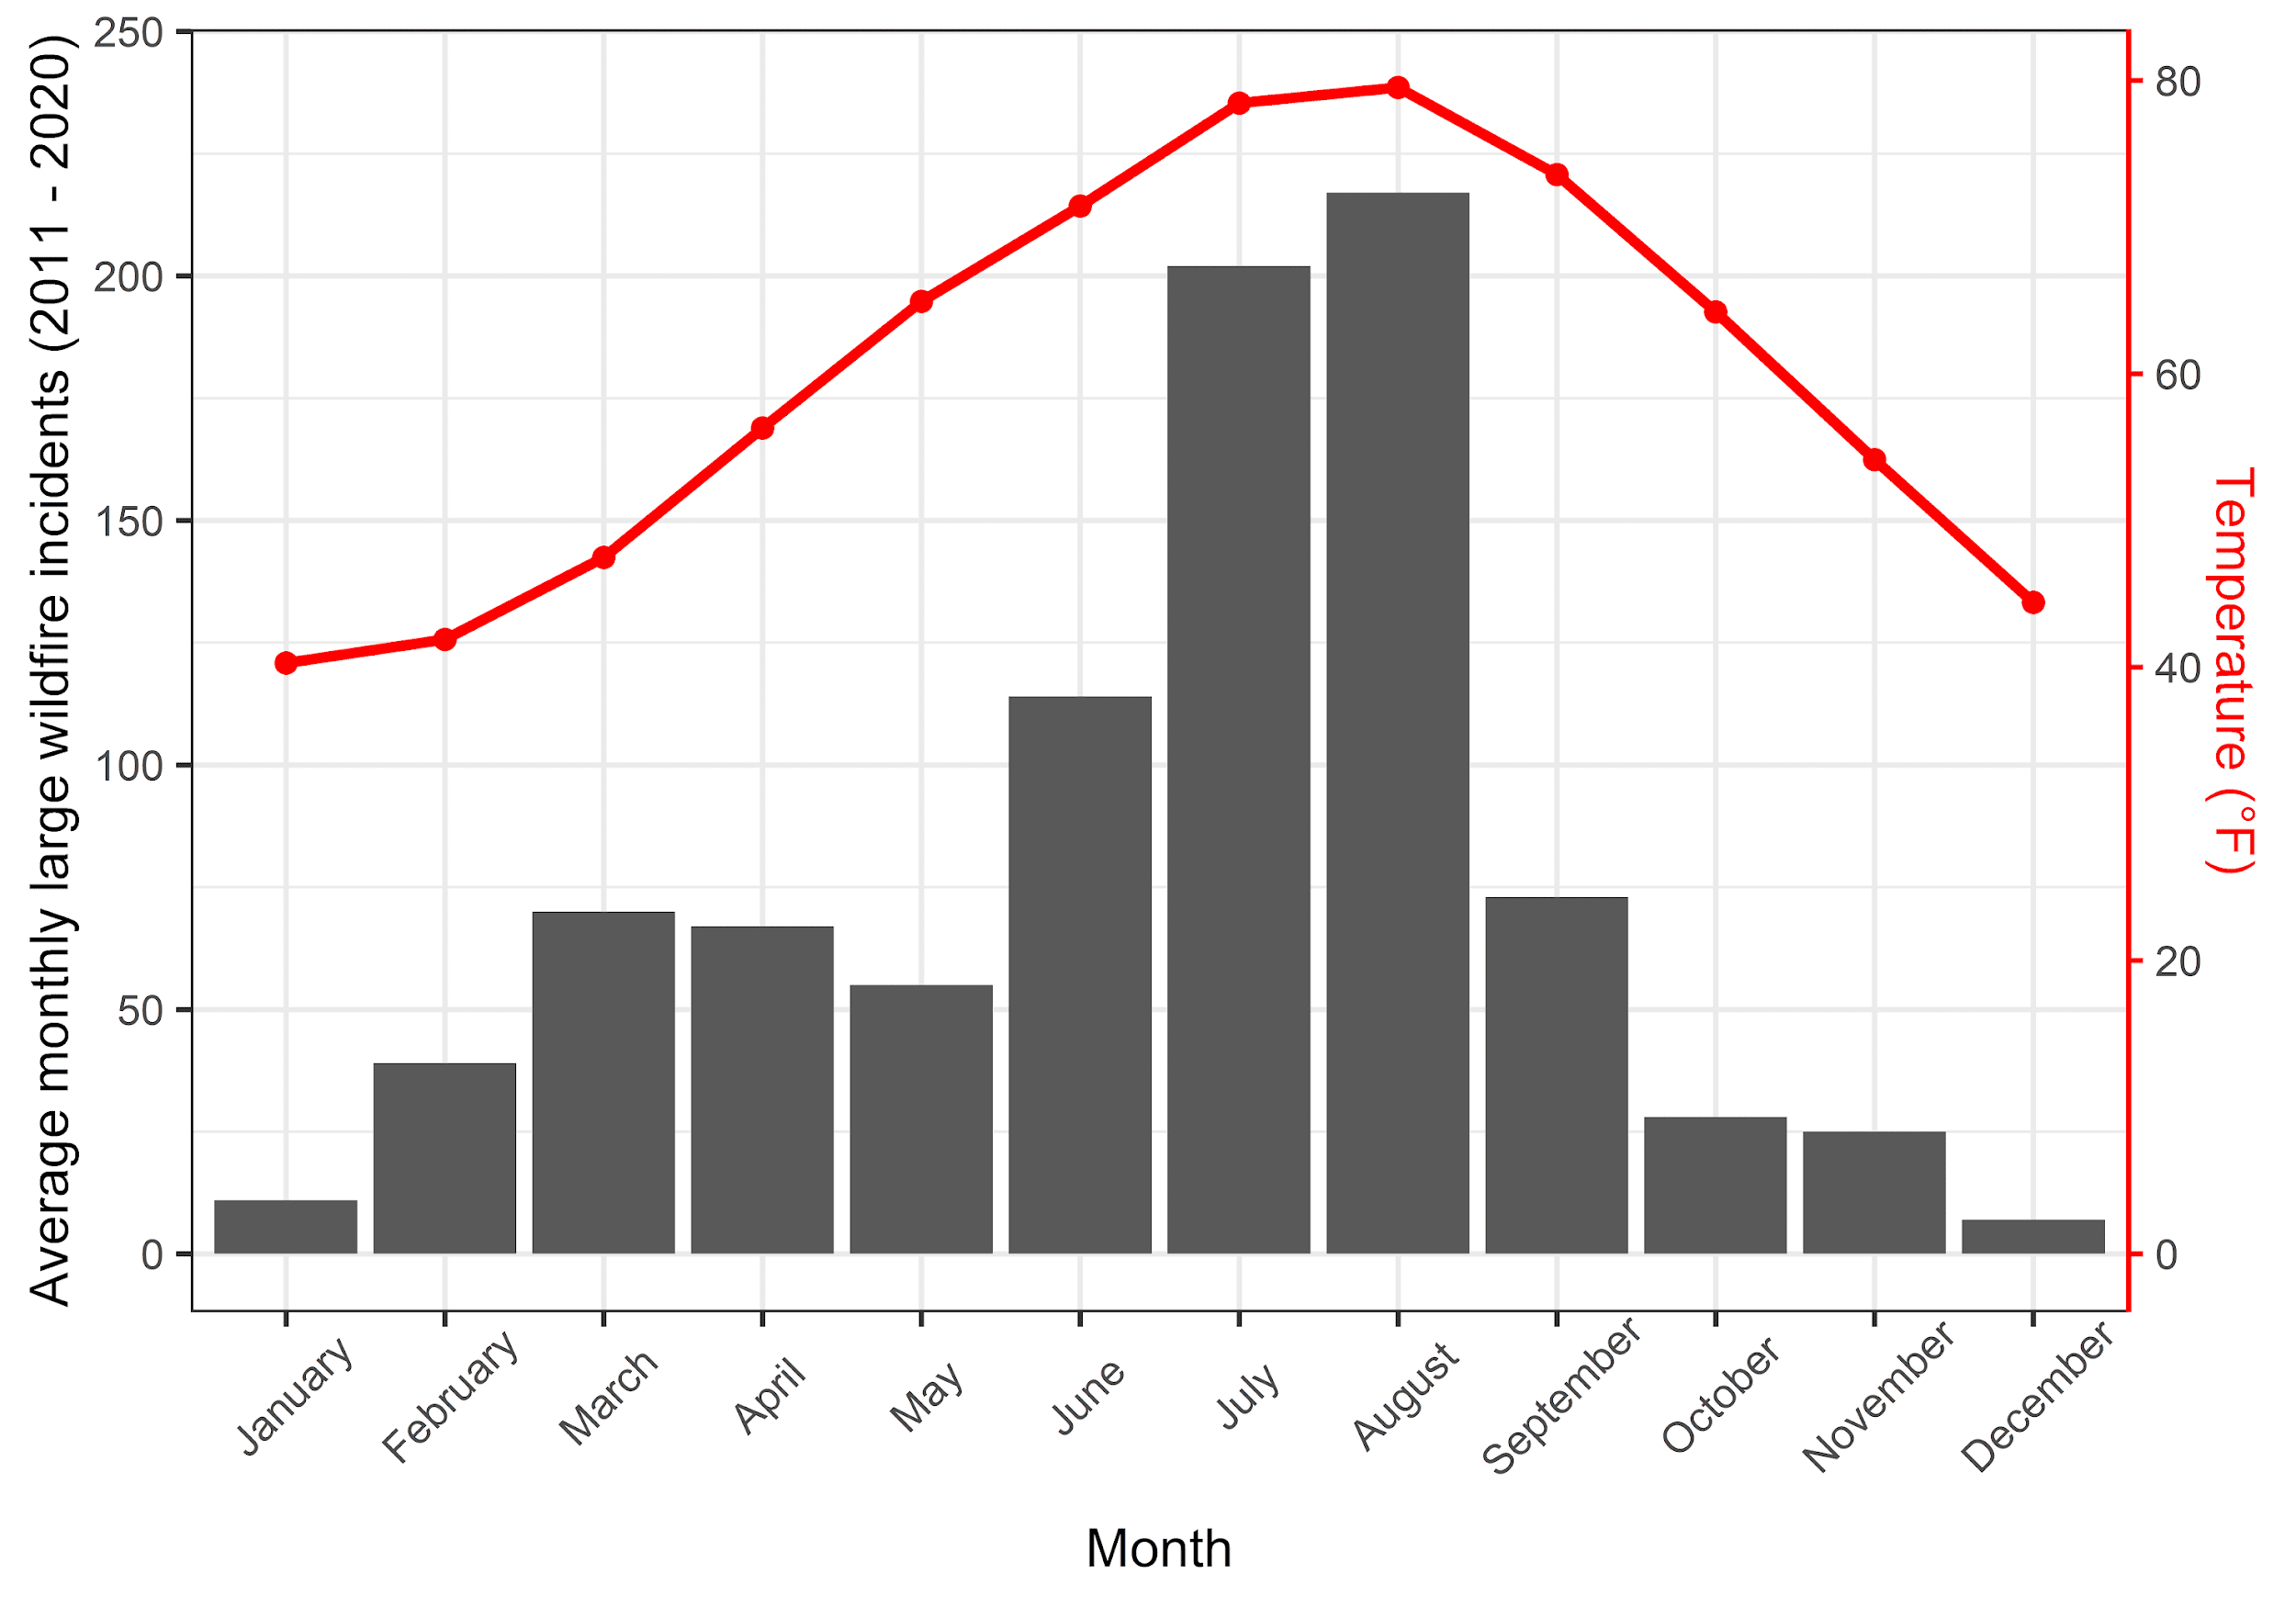 Average monthly large wildfire incidents (2011 - 2020)
250
200
150
100
50
0
80
60
40
20
0
Temperature (°F)
January
February
March
April
May
June
July
August
September
October
November
December
Month